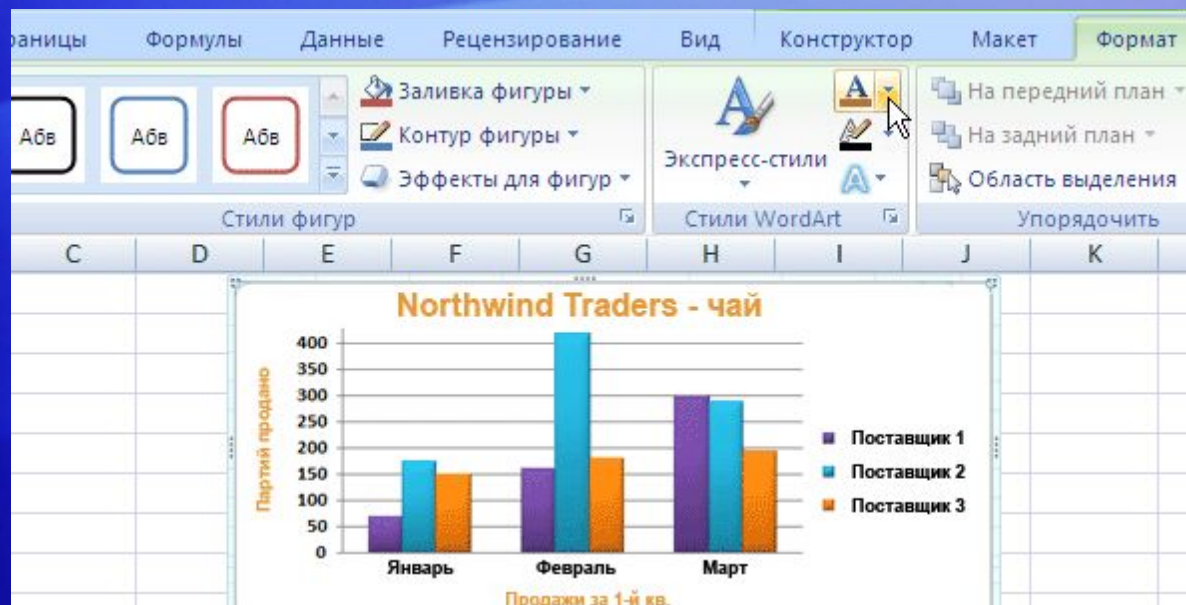 раницы Формулы Данные Рецензирование Вид Конструктор Макет Формат
Абв Абв Абв
Заливка фигуры
Контур фигуры
Эффекты для фигур
Стили фигур
A
Экспресс-стили
A
A
Стили WordArt
На передний план
На задний план
Область выделения
Упорядочить
C D E F G H I J K
Northwind Traders - чай
Партий продано
400
350
300
250
200
150
100
50
0
Январь Февраль Март
Поставщик 1
Поставщик 2
Поставщик 3
Продажи за 1-й кв.